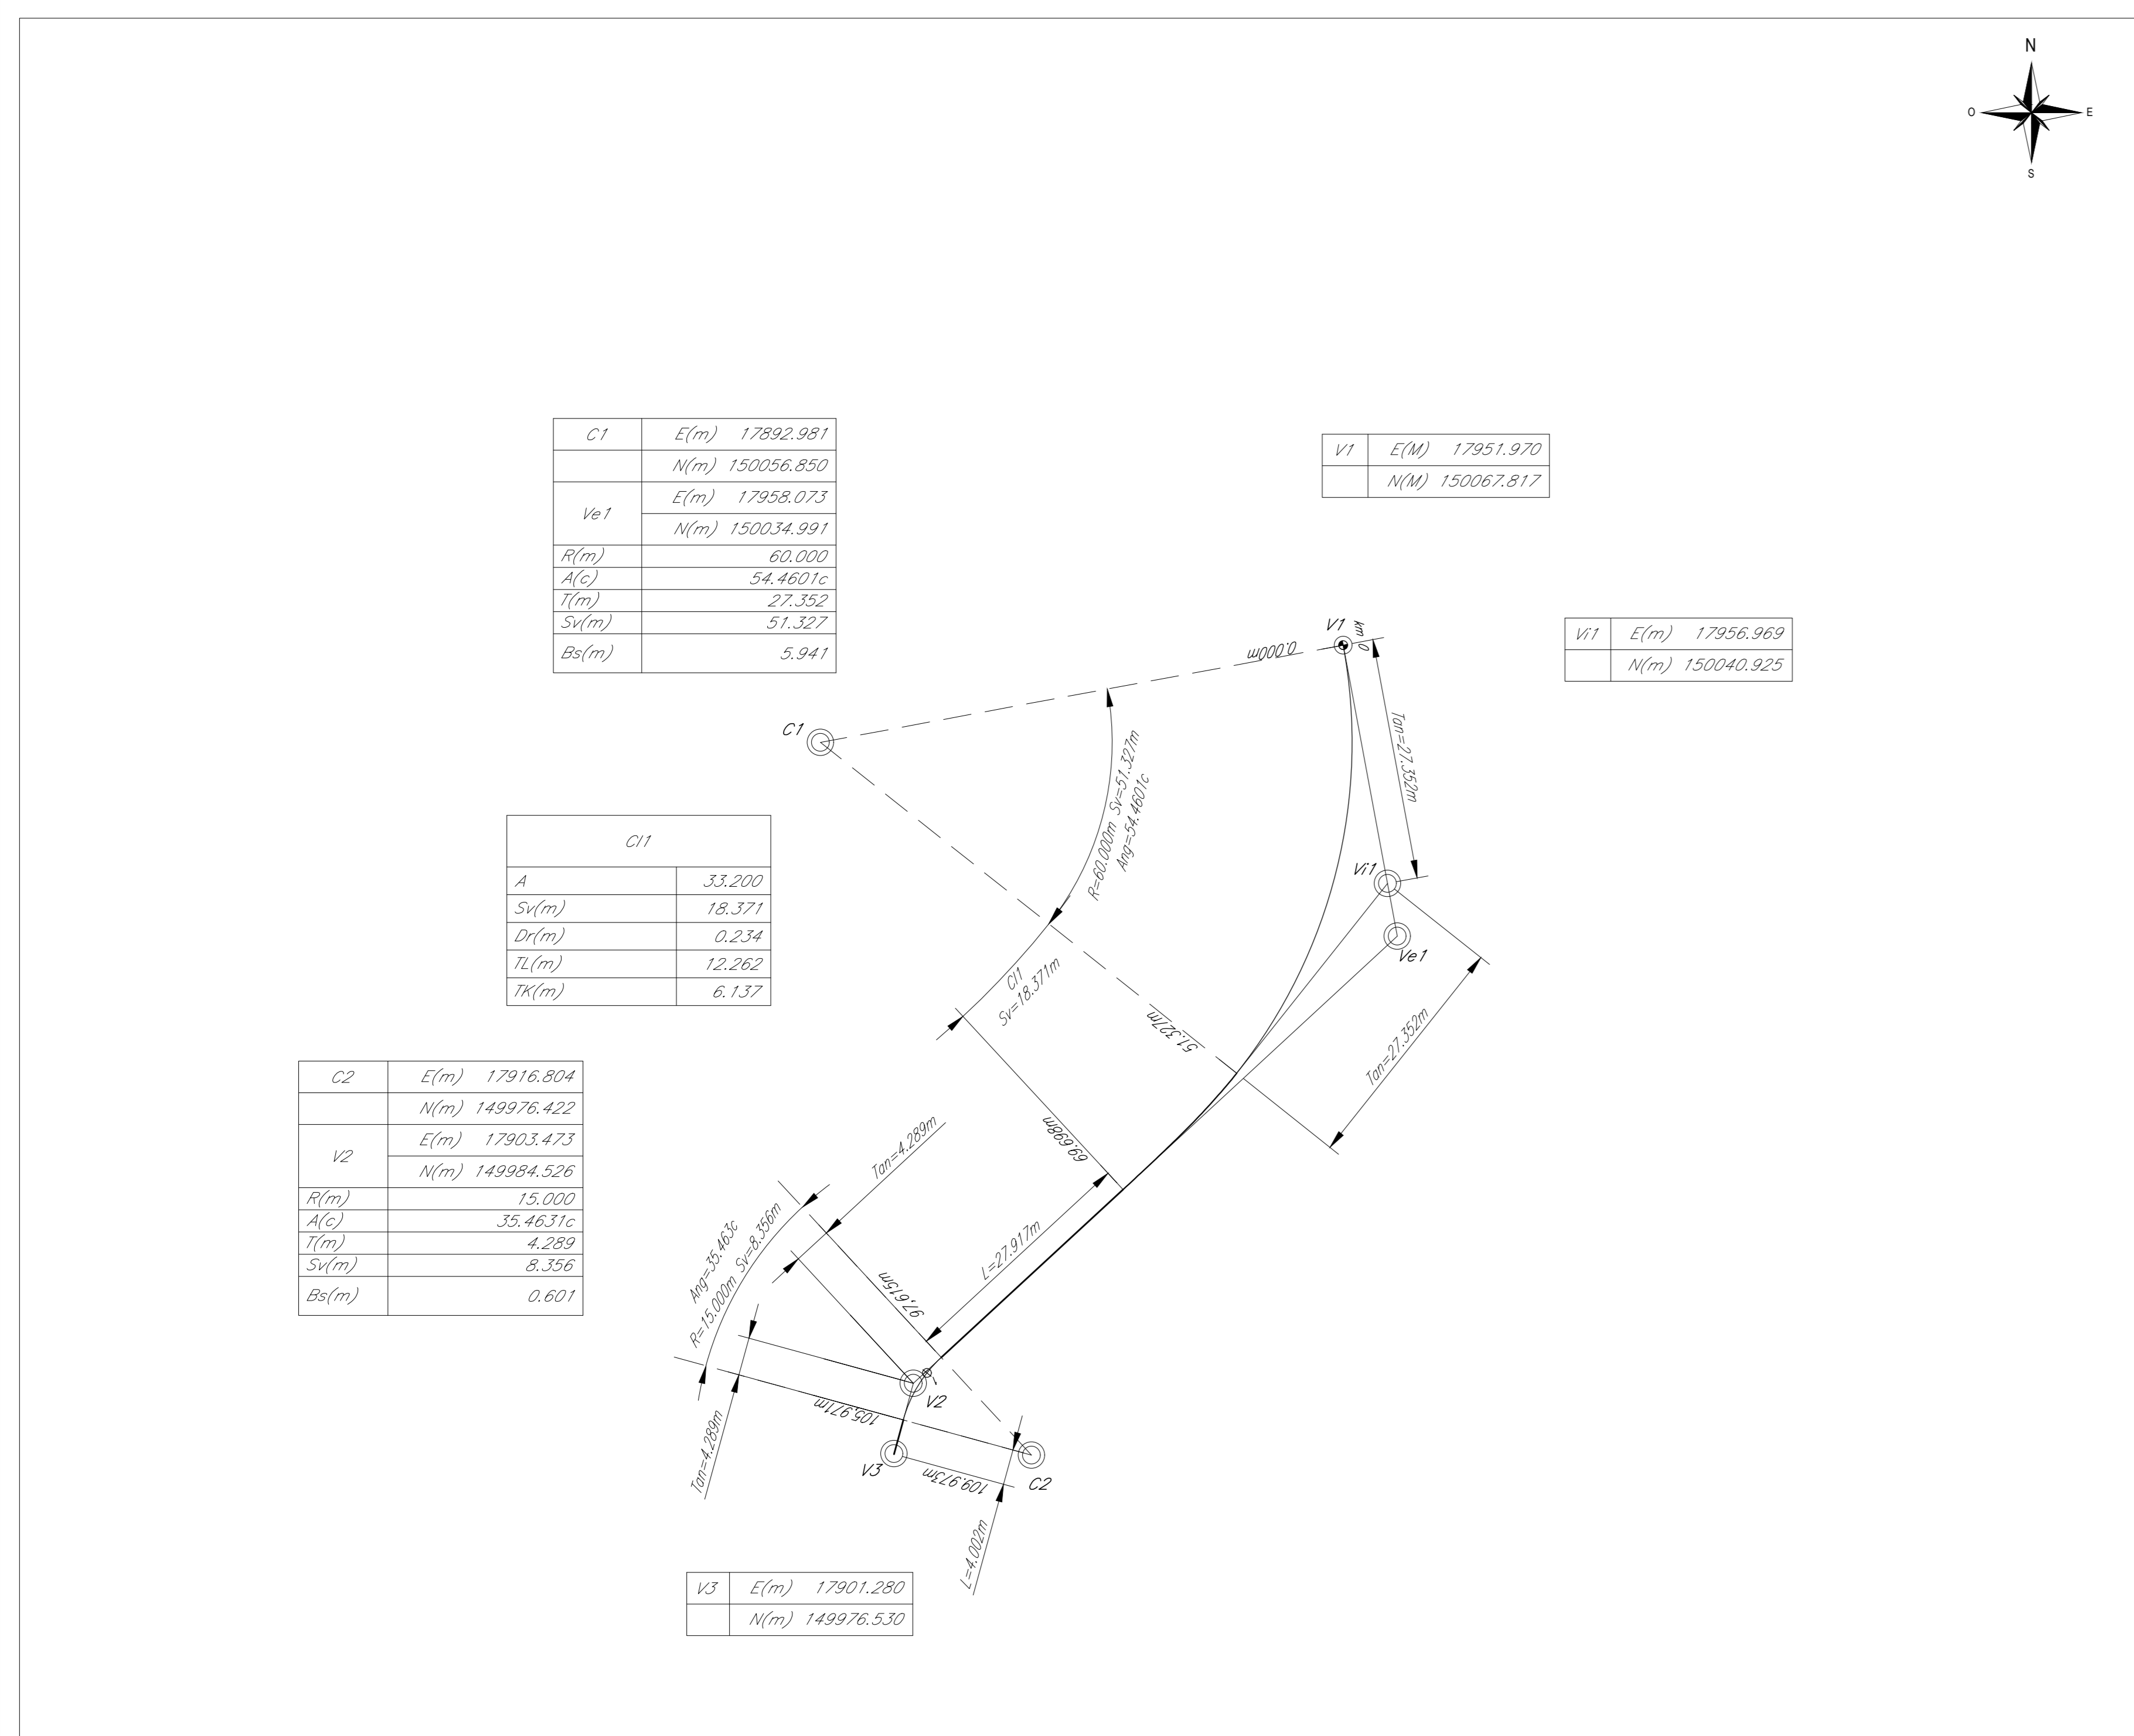 N
O E
S
C1 E(m) 17892.981
N(m) 150056.850
Ve1 E(m) 17958.073
N(m) 150034.991
R(m) 60.000
A(c) 54.4601c
T(m) 27.352
Sv(m) 51.327
Bs(m) 5.941
V1 E(M) 17951.970
N(M) 150067.817
Vi1 E(m) 17956.969
N(m) 150040.925
V1
km 0
0.000m
C1
Tan=27.352m
R=60.000m Sv=51.327m
Ang=54.4601c
Vi1
Ve1
Cl1
A 33.200
Sv(m) 18.371
Dr(m) 0.234
TL(m) 12.262
TK(m) 6.137
Cl1
Sv=18.371m
51,327m
Tan=27.352m
C2 E(m) 17916.804
N(m) 149976.422
V2 E(m) 17903.473
N(m) 149984.526
R(m) 15.000
A(c) 35.4631c
T(m) 4.289
Sv(m) 8.356
Bs(m) 0.601
69.698m
Tan=4.289m
L=27.917m
Ang=35.463c
R=15.000m Sv=8.356m
97,615m
V2
105,971m
Tan=4.289m
V3
109.973m
C2
L=4.002m
V3 E(m) 17901.280
N(m) 149976.530